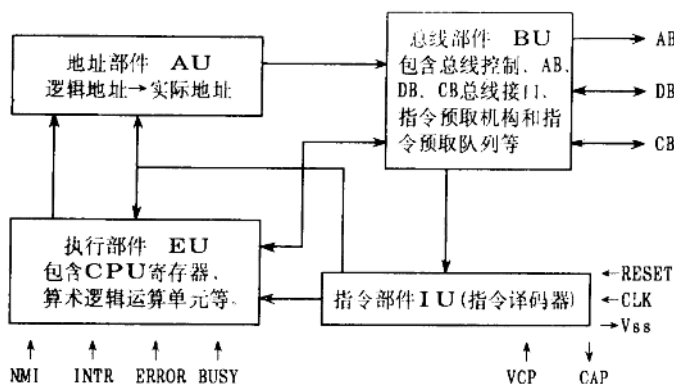 地址部件 AU
逻辑地址→实际地址
总线部件 BU
包含总线控制、AB、
DB、CB总线接口、
指令预取机构和指
令预取队列等
AB
DB
CB
执行部件 EU
包含CPU寄存器、
算术逻辑运算单元等。
指令部件IU(指令译码器)
RESET
CLK
Vss
NMI
INTR
ERROR
BUSY
VCP
CAP